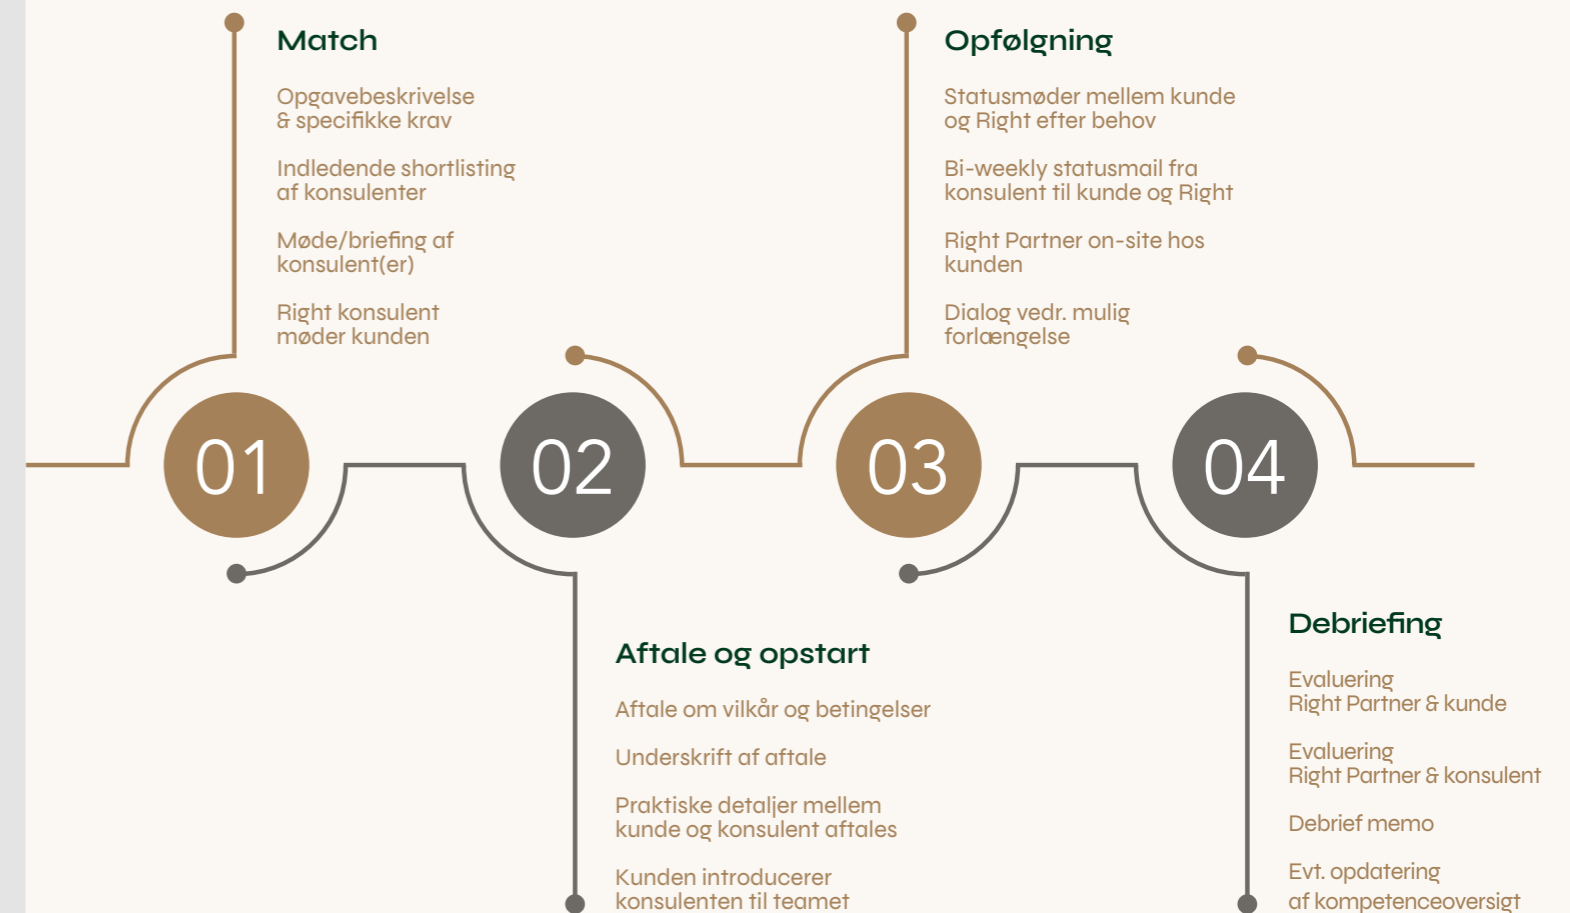 Match
Opgavebeskrivelse
& specifikke krav
Indledende shortlisting
af konsulenter
Møde/briefing af
konsulent(er)
Right konsulent
møder kunden
01
Aftale og opstart
Aftale om vilkår og betingelser
Underskrift af aftale
Praktiske detaljer mellem
kunde og konsulent aftales
Kunden introducerer
konsulenten til teamet
02
Opfølgning
Statusmøder mellem kunde
og Right efter behov
Bi-weekly statusmail fra
konsulent til kunde og Right
Right Partner on-site hos
kunden
Dialog vedr. mulig
forlængelse
03
Debriefing
Evaluering
Right Partner & kunde
Evaluering
Right Partner & konsulent
Debrief memo
Evt. opdatering
af kompetenceoversigt
04